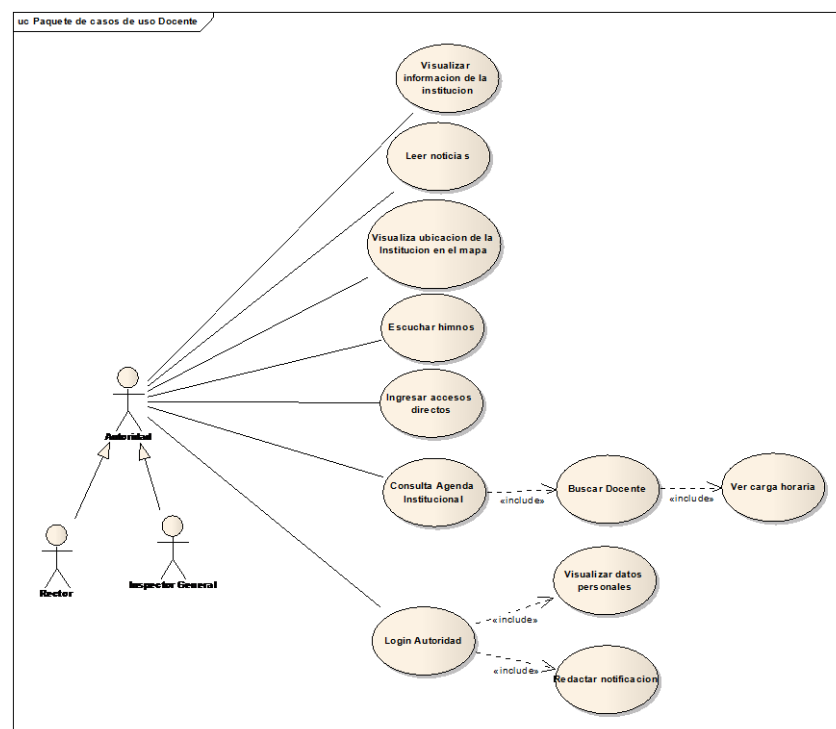 uc Paquete de casos de uso Docente
Visualizar
informacion de la
institucion
Leer noticias
Visualiza ubicacion de la
Institucion en el mapa
Escuchar himnos
Ingresar accesos
directos
Autoridad
Consulta Agenda
Institucional
«include»
Buscar Docente
«include»
Ver carga horaria
Rector
Inspector General
Login Autoridad
«include»
Visualizar datos
personales
«include»
Redactar notificacion